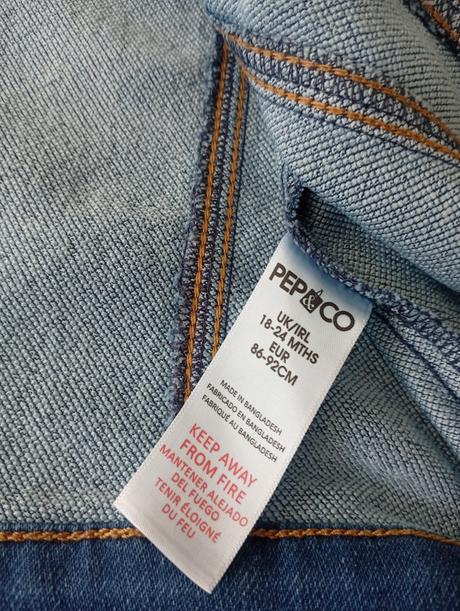 PEP&CO
UK/IRL
18-24 MTHS
EUR
86-92CM
MADE IN BANGLADESH
FABRICADO EN BANGLADESH
FABRIQUÉ AU BANGLADESH
KEEP AWAY
FROM FIRE
MANTENER ALEJADO
DEL FUEGO
TENIR ÉLOIGNÉ
DU FEU